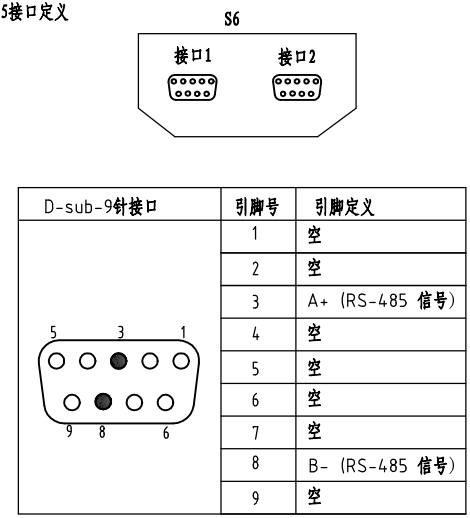 5接口定义
S6
接口1 接口2
D-sub-9针接口 引脚号 引脚定义
1 空
2 空
3 A+ (RS-485 信号)
4 空
5 空
6 空
7 空
8 B- (RS-485 信号)
9 空
5 3 1
9 8 6